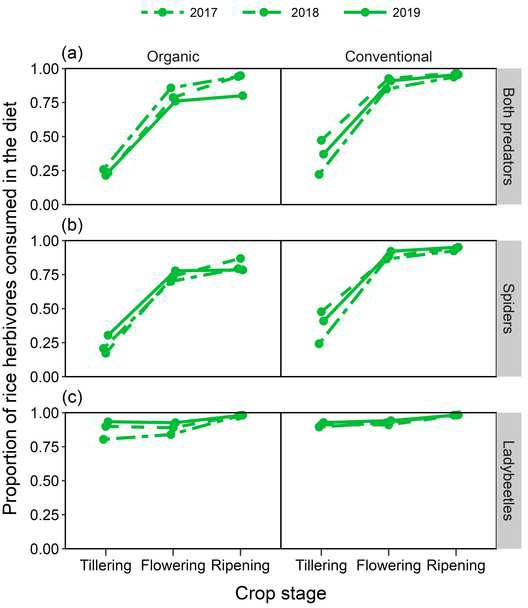 2017 2018 2019
(a)
Organic Conventional
1.00
0.75
0.50
0.25
0.00
Both predators
(b)
1.00
0.75
0.50
0.25
0.00
Spiders
(c)
1.00
0.75
0.50
0.25
0.00
Ladybeetles
Proportion of rice herbivores consumed in the diet
Tillering Flowering Ripening Tillering Flowering Ripening
Crop stage